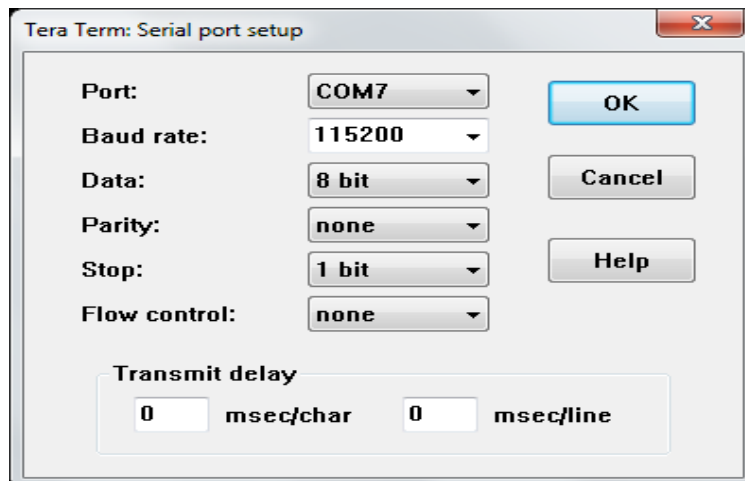 Tera Term: Serial port setup
Port: COM7 OK
Baud rate: 115200
Data: 8 bit Cancel
Parity: none
Stop: 1 bit Help
Flow control: none
Transmit delay
0 msec/char 0 msec/line